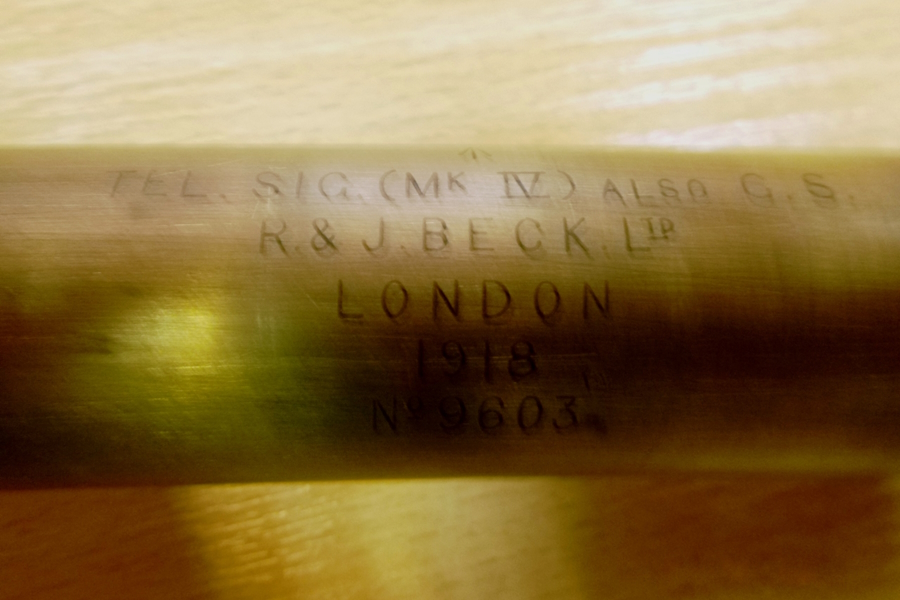 TEL. SIG. (MK IV) ALSO G.S.
R. & J. BECK. LTD
LONDON
1918
No 9603